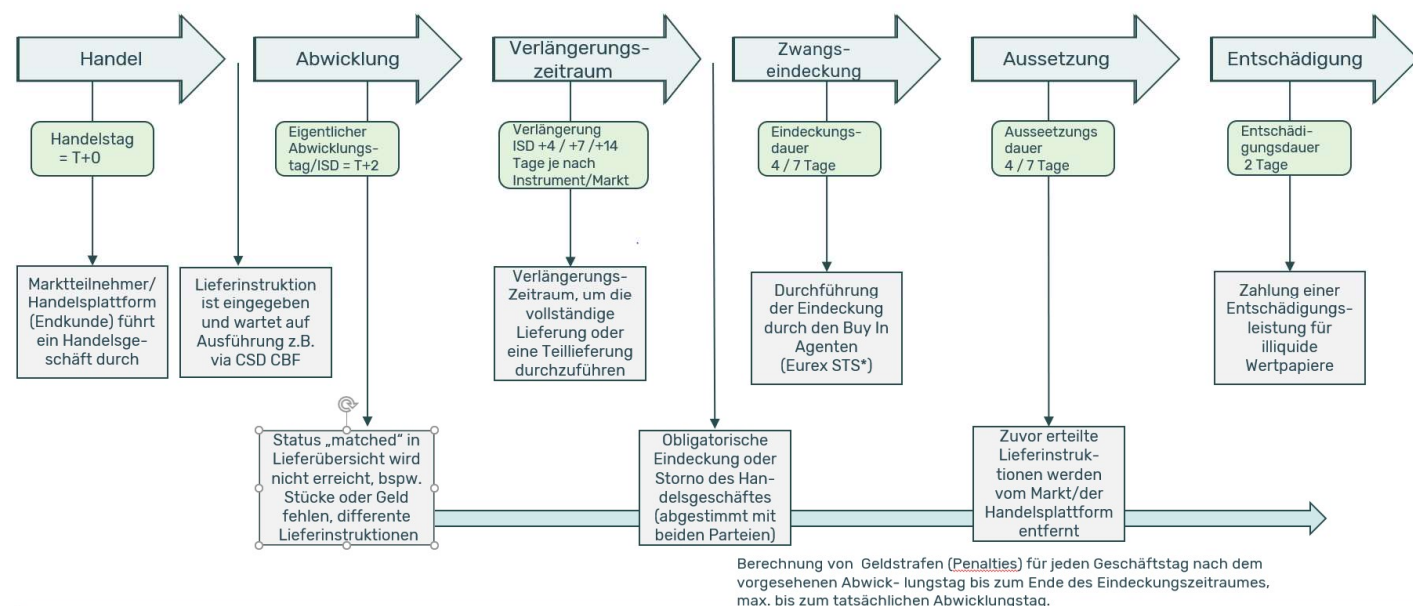 Handel
Abwicklung
Verlängerungs-
zeitraum
Zwangs-
eindeckung
Aussetzung
Entschädigung
Handelstag
= T+0
Eigentlicher
Abwicklungs-
tag/ISD = T+2
Verlängerung
ISD +4 / +7 /+14
Tage je nach
Instrument/Markt
Eindeckungs-
dauer
4 / 7 Tage
Ausseetzungs
dauer
4 / 7 Tage
Entschädi-
gungsdauer
2 Tage
Marktteilnehmer/
Handelsplattform
(Endkunde) führt
ein Handelsge-
schäft durch
Lieferinstruktion
ist eingegeben
und wartet auf
Ausführung z.B.
via CSD CBF
Verlängerungs-
Zeitraum, um die
vollständige
Lieferung oder
eine Teillieferung
durchzuführen
Durchführung
der Eindeckung
durch den Buy In
Agenten
(Eurex STS*)
Zahlung einer
Entschädigungs-
leistung für
illiquide
Wertpapiere
Status „matched" in
Lieferübersicht wird
nicht erreicht, bspw.
Stücke oder Geld
fehlen, differente
Lieferinstruktionen
Obligatorische
Eindeckung oder
Storno des Han-
delsgeschäftes
(abgestimmt mit
beiden Parteien)
Zuvor erteilte
Lieferinstruk-
tionen werden
vom Markt/der
Handelsplattform
entfernt
Berechnung von  Geldstrafen (Penalties) für jeden Geschäftstag nach dem
vorgesehenen Abwick- lungstag bis zum Ende des Eindeckungszeitraumes,
max. bis zum tatsächlichen Abwicklungstag.